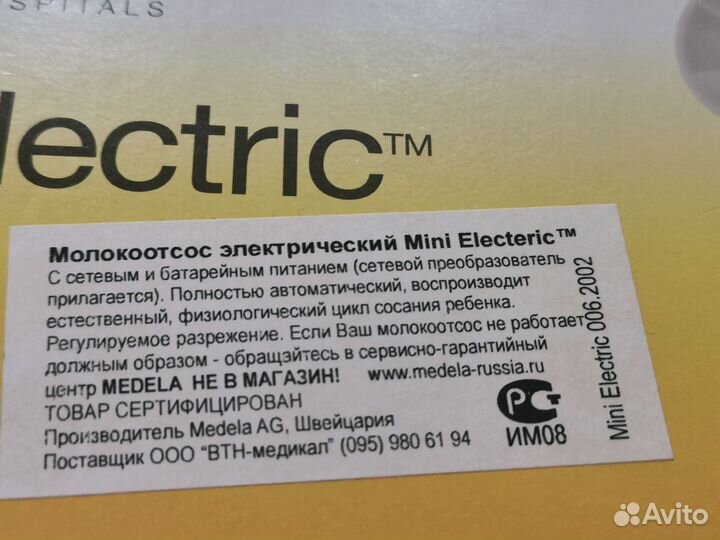 SPITALS
lectric™
Молокоотсос электрический Mini Electeric™
С сетевым и батарейным питанием (сетевой преобразователь
прилагается). Полностью автоматический, воспроизводит
естественный, физиологический цикл сосания ребенка.
Регулируемое разрежение. Если Ваш молокоотсос не работает
должным образом - обращзйтесь в сервисно-гарантийный
центр MEDELA НЕ В МАГАЗИН! www.medela-russia.ru
ТОВАР СЕРТИФИЦИРОВАН
Производитель Medela AG, Швейцария
Поставщик ООО "ВТН-медикал" (095) 980 61 94
РСТ
ИМ08
Mini Electric 006.2002
Avito